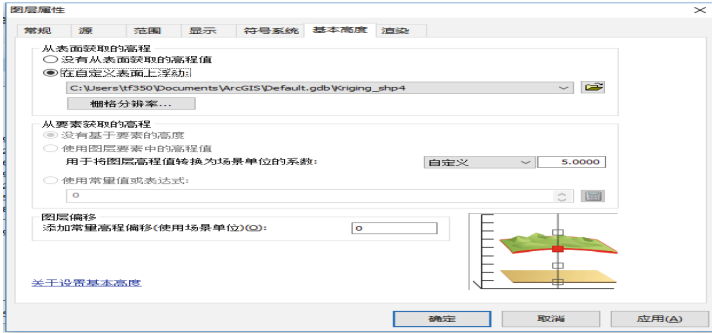 图层属性
常规 源 范围 显示 符号系统 基本高度 渲染
从表面获取的高程
没有从表面获取的高程值
在自定义表面上浮动:
C:\Users\tf350\Documents\ArcGIS\Default.gdb\Kriging_shp4
栅格分辨率...
从要素获取的高程
没有基于要素的高度
使用图层要素中的高程值
用于将图层高程值转换为场景单位的系数: 自定义 5.0000
使用常量值或表达式:
0
图层偏移
添加常量高程偏移(使用场景单位)(O): 0
关于设置基本高度
确定 取消 应用(A)